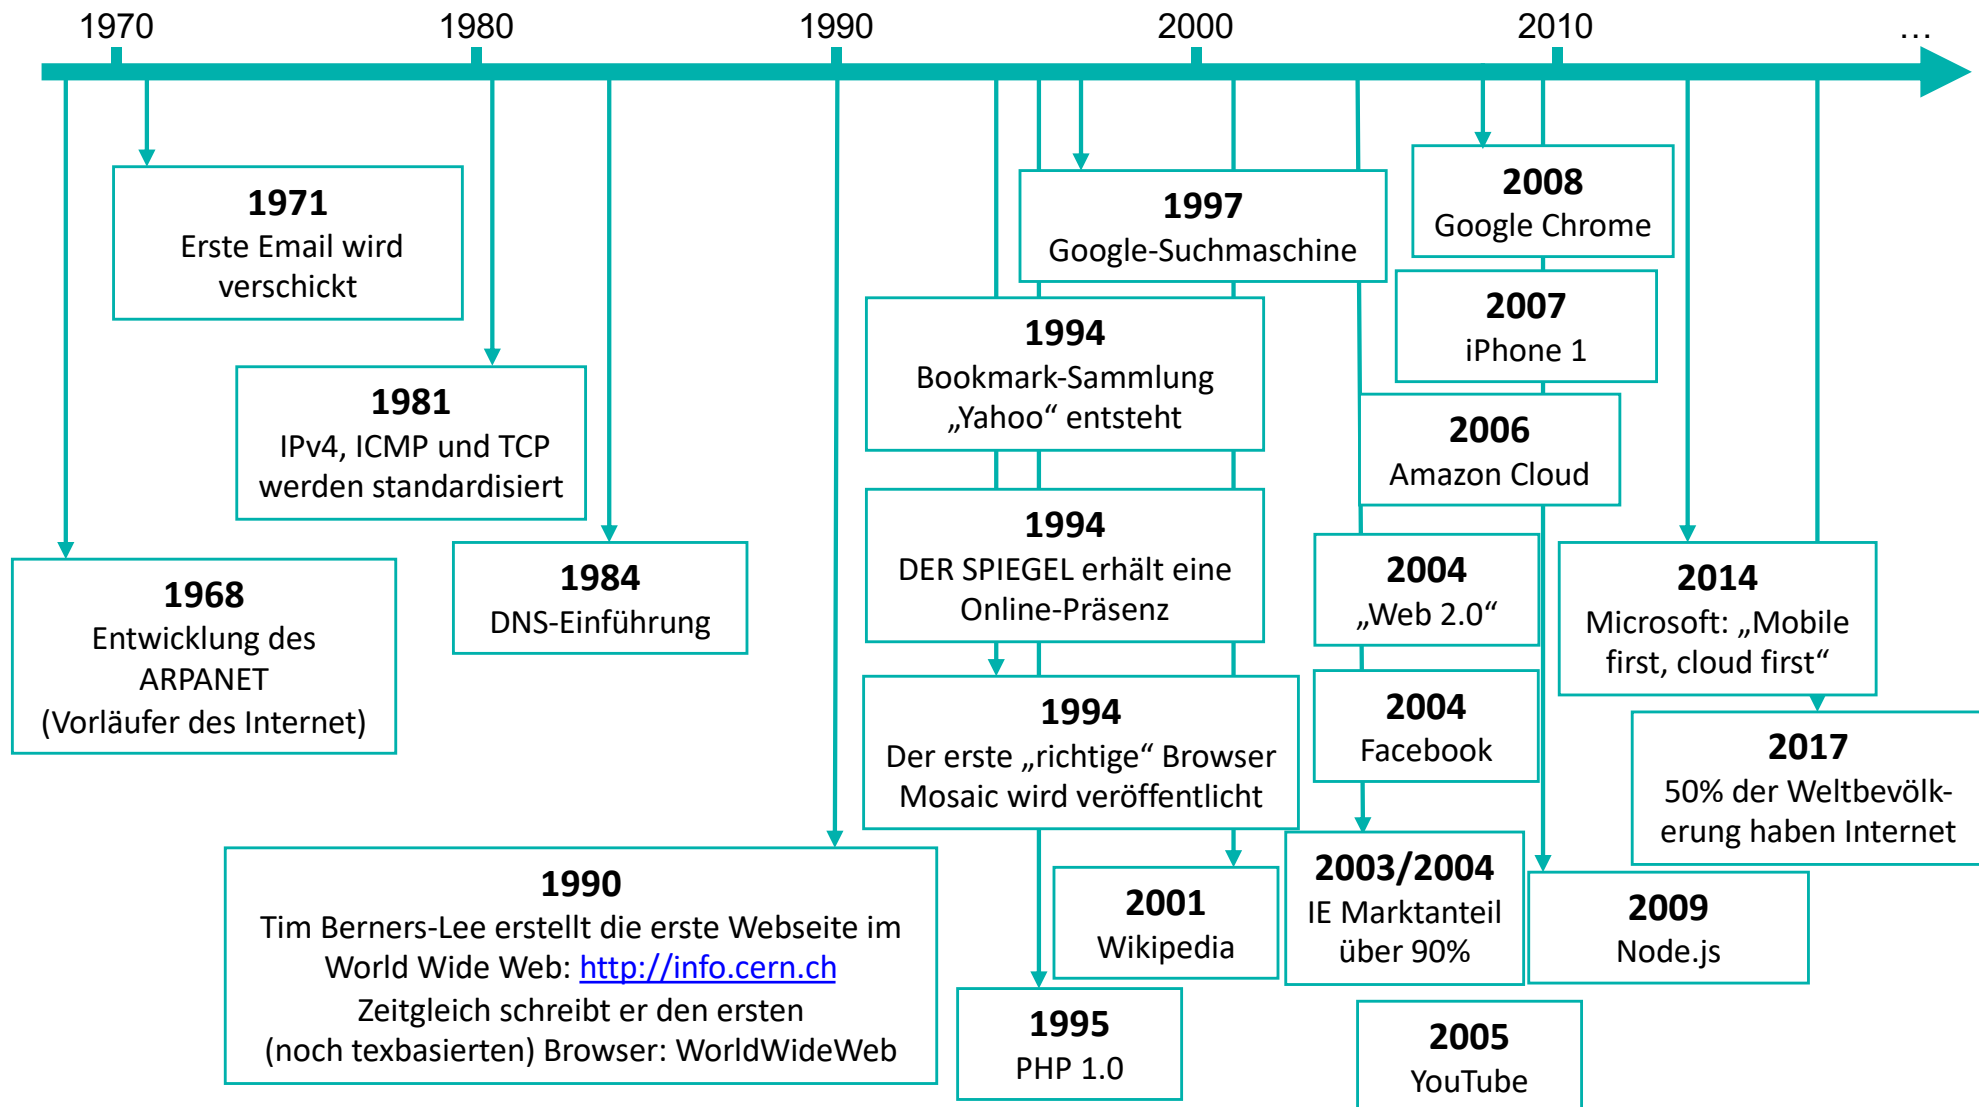 1970
1980
1990
2000
2010
…
1971
Erste Email wird
verschickt
1981
IPv4, ICMP und TCP
werden standardisiert
1968
Entwicklung des
ARPANET
(Vorläufer des Internet)
1984
DNS-Einführung
1990
Tim Berners-Lee erstellt die erste Webseite im
World Wide Web: http://info.cern.ch
Zeitgleich schreibt er den ersten
(noch texbasierten) Browser: WorldWideWeb
1997
Google-Suchmaschine
1994
Bookmark-Sammlung
„Yahoo“ entsteht
1994
DER SPIEGEL erhält eine
Online-Präsenz
1994
Der erste „richtige“ Browser
Mosaic wird veröffentlicht
2001
Wikipedia
1995
PHP 1.0
2008
Google Chrome
2007
iPhone 1
2006
Amazon Cloud
2004
„Web 2.0“
2004
Facebook
2003/2004
IE Marktanteil
über 90%
2005
YouTube
2014
Microsoft: „Mobile
first, cloud first“
2017
50% der Weltbevölk-
erung haben Internet
2009
Node.js